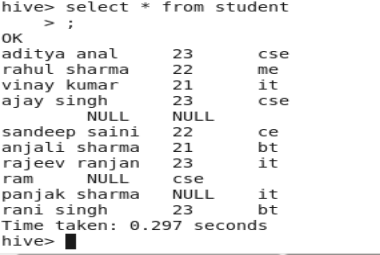 hive> select * from student
    > ;
OK
aditya anal     23      cse
rahul sharma    22      me
vinay kumar     21      it
ajay singh      23      cse
        NULL    NULL
sandeep saini   22      ce
anjali sharma   21      bt
rajeev ranjan   23      it
ram     NULL    cse
panjak sharma   NULL    it
rani singh      23      bt
Time taken: 0.297 seconds
hive>